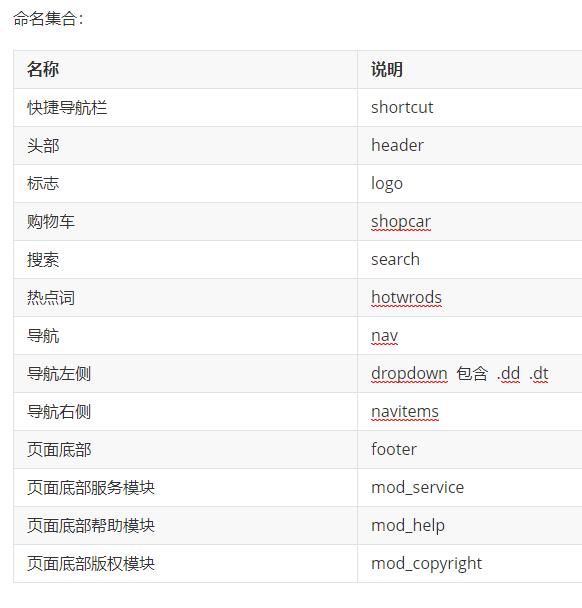 命名集合：
名称 说明
快捷导航栏 shortcut
头部 header
标志 logo
购物车 shopcar
搜索 search
热点词 hotwrods
导航 nav
导航左侧 dropdown 包含 .dd .dt
导航右侧 navitems
页面底部 footer
页面底部服务模块 mod_service
页面底部帮助模块 mod_help
页面底部版权模块 mod_copyright